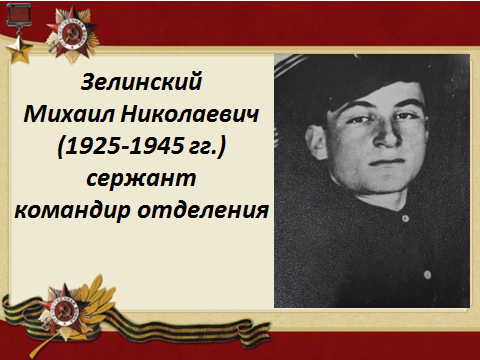 Зелинский
Михаил Николаевич
(1925-1945 гг.)
сержант
командир отделения